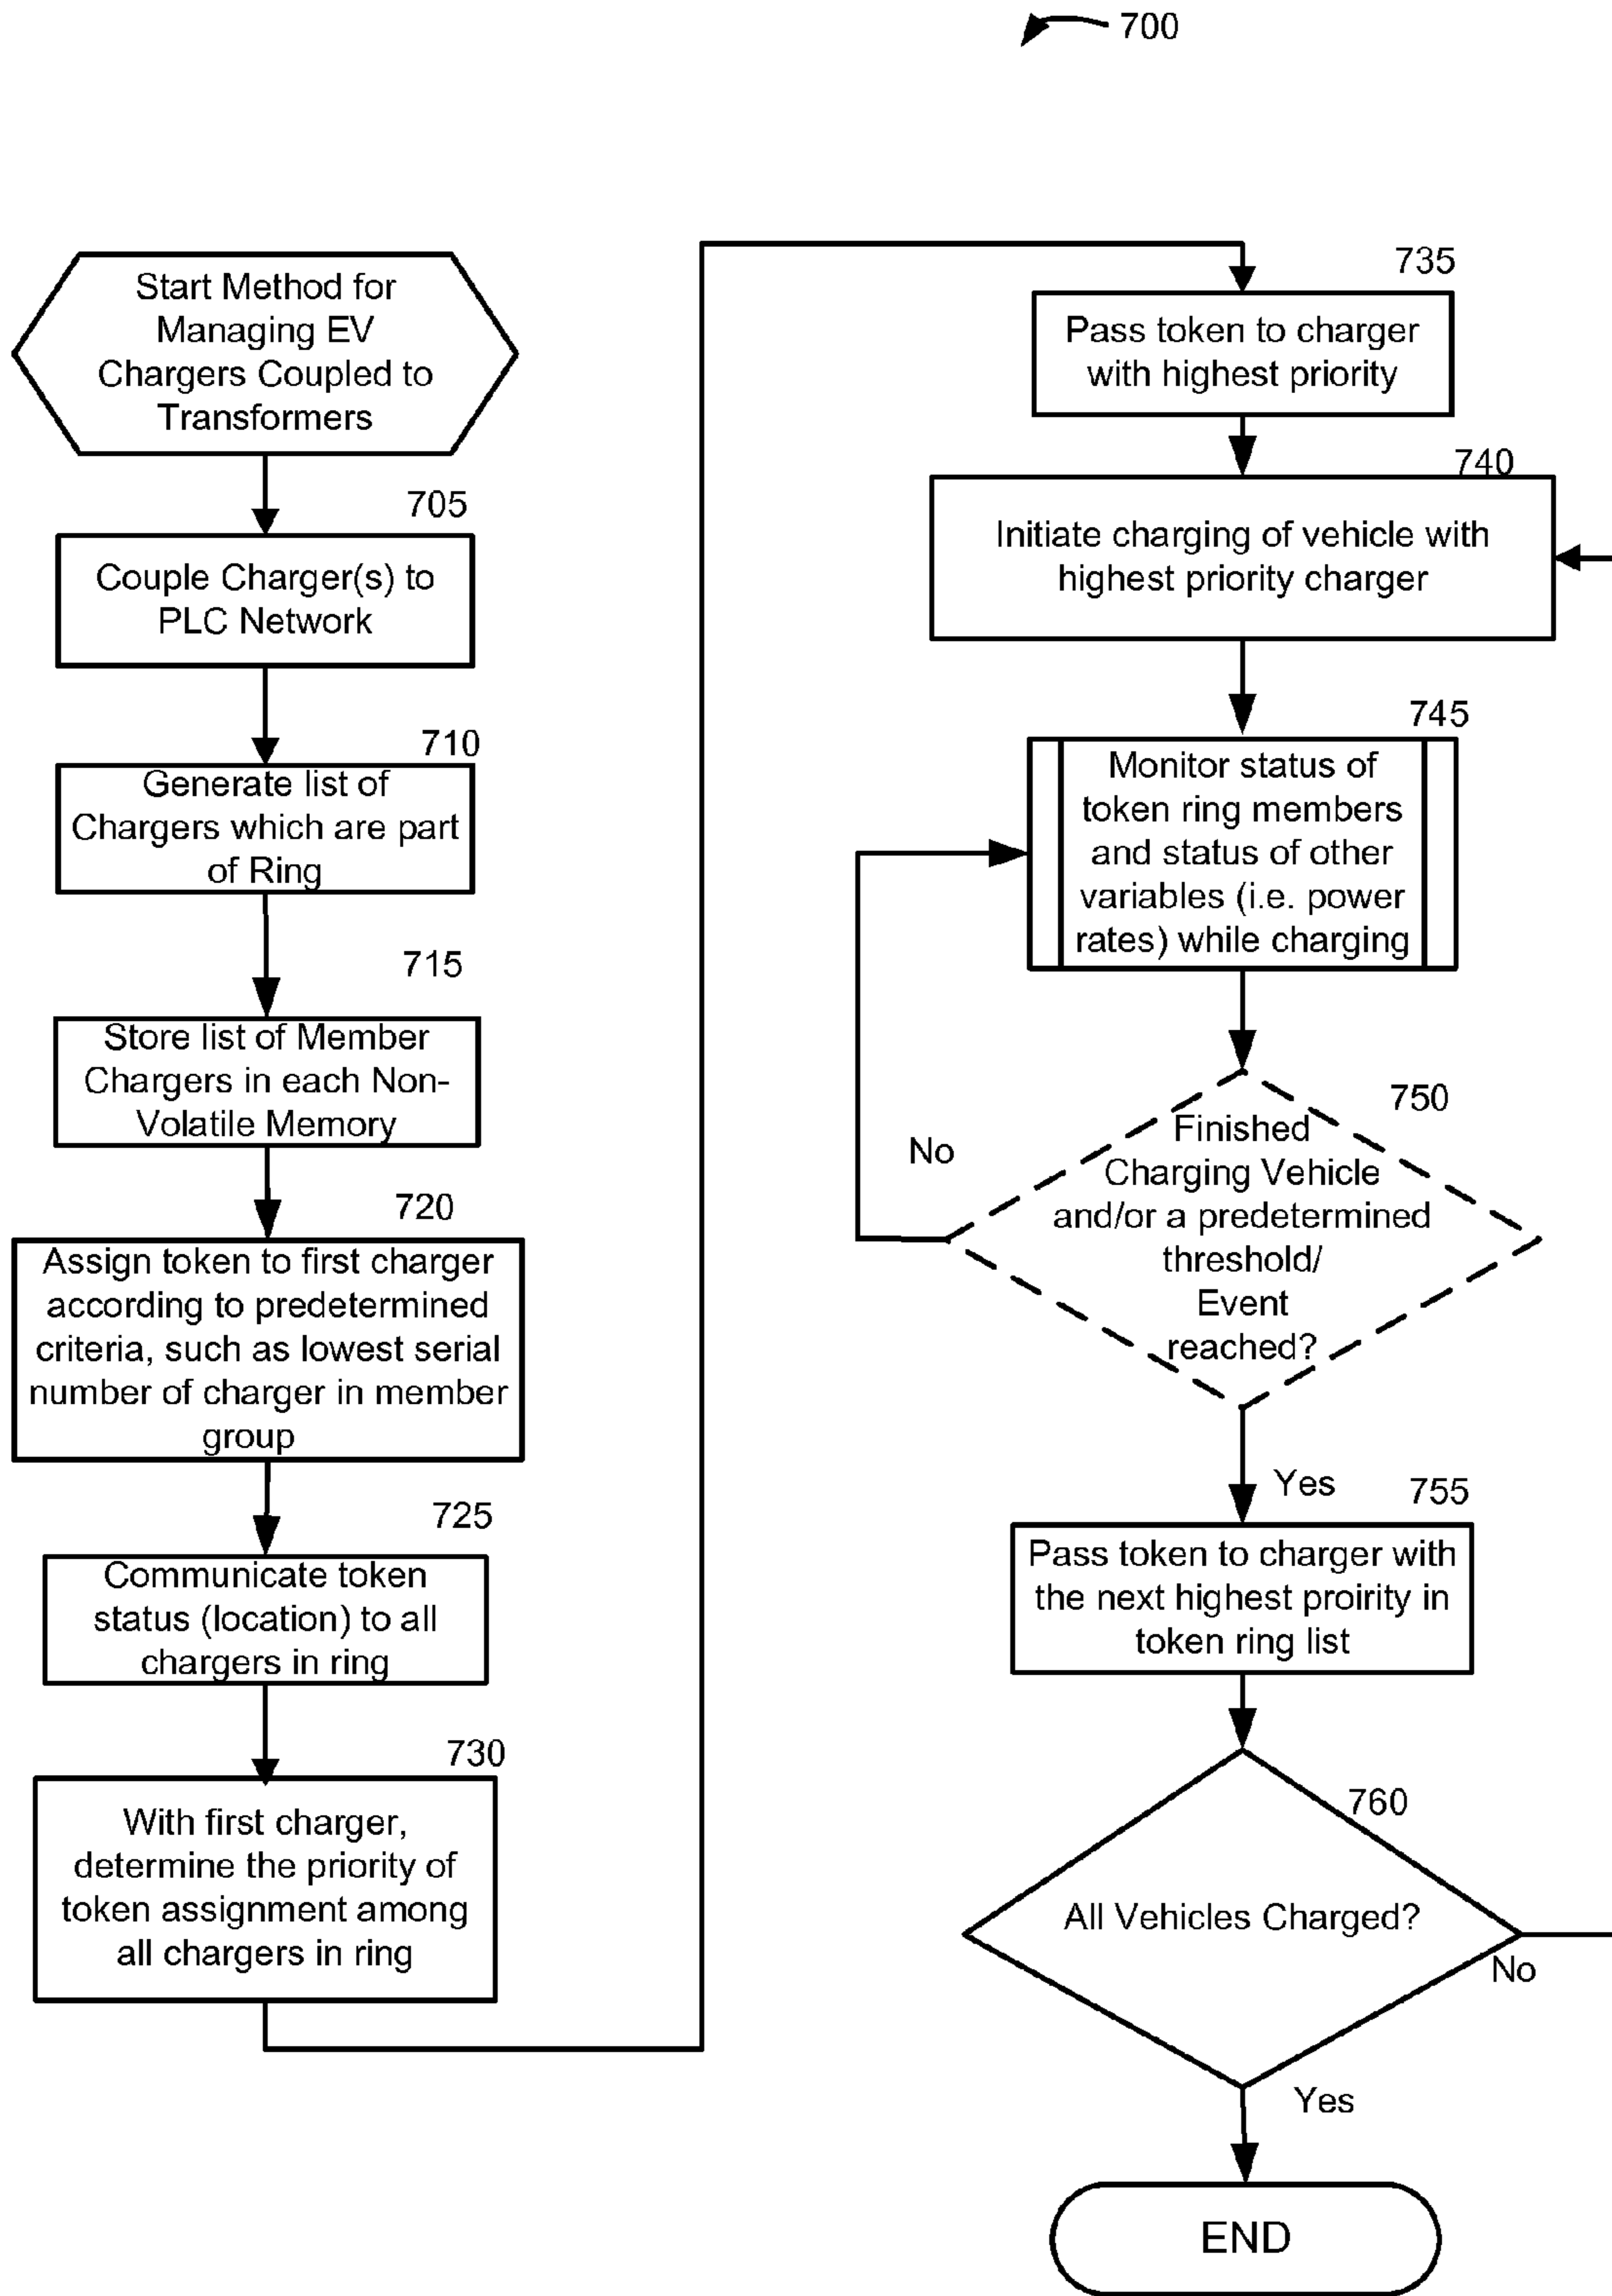 700
Start Method for
Managing EV
Chargers Coupled to
Transformers
705
Couple Charger(s) to
PLC Network
710
Generate list of
Chargers which are part
of Ring
715
Store list of Member
Chargers in each Non-
Volatile Memory
720
Assign token to first charger
according to predetermined
criteria, such as lowest serial
number of charger in member
group
725
Communicate token
status (location) to all
chargers in ring
730
With first charger,
determine the priority of
token assignment among
all chargers in ring
735
Pass token to charger
with highest priority
740
Initiate charging of vehicle with
highest priority charger
745
Monitor status of
token ring members
and status of other
variables (i.e. power
rates) while charging
750
Finished
Charging Vehicle
and/or a predetermined
threshold/
Event
reached?
No
Yes
755
Pass token to charger with
the next highest proirity in
token ring list
760
All Vehicles Charged?
No
Yes
END